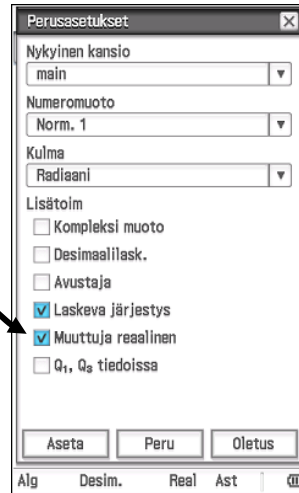 Perusasetukset
Nykyinen kansio
main
Numeromuoto
Norm. 1
Kulma
Radiaani
Lisätoim
Kompleksi muoto
Desimaalilask.
Avustaja
Laskeva järjestys
Muuttuja reaalinen
Q₁, Q₃ tiedoissa
Aseta Peru Oletus
Alg Desim. Real Ast